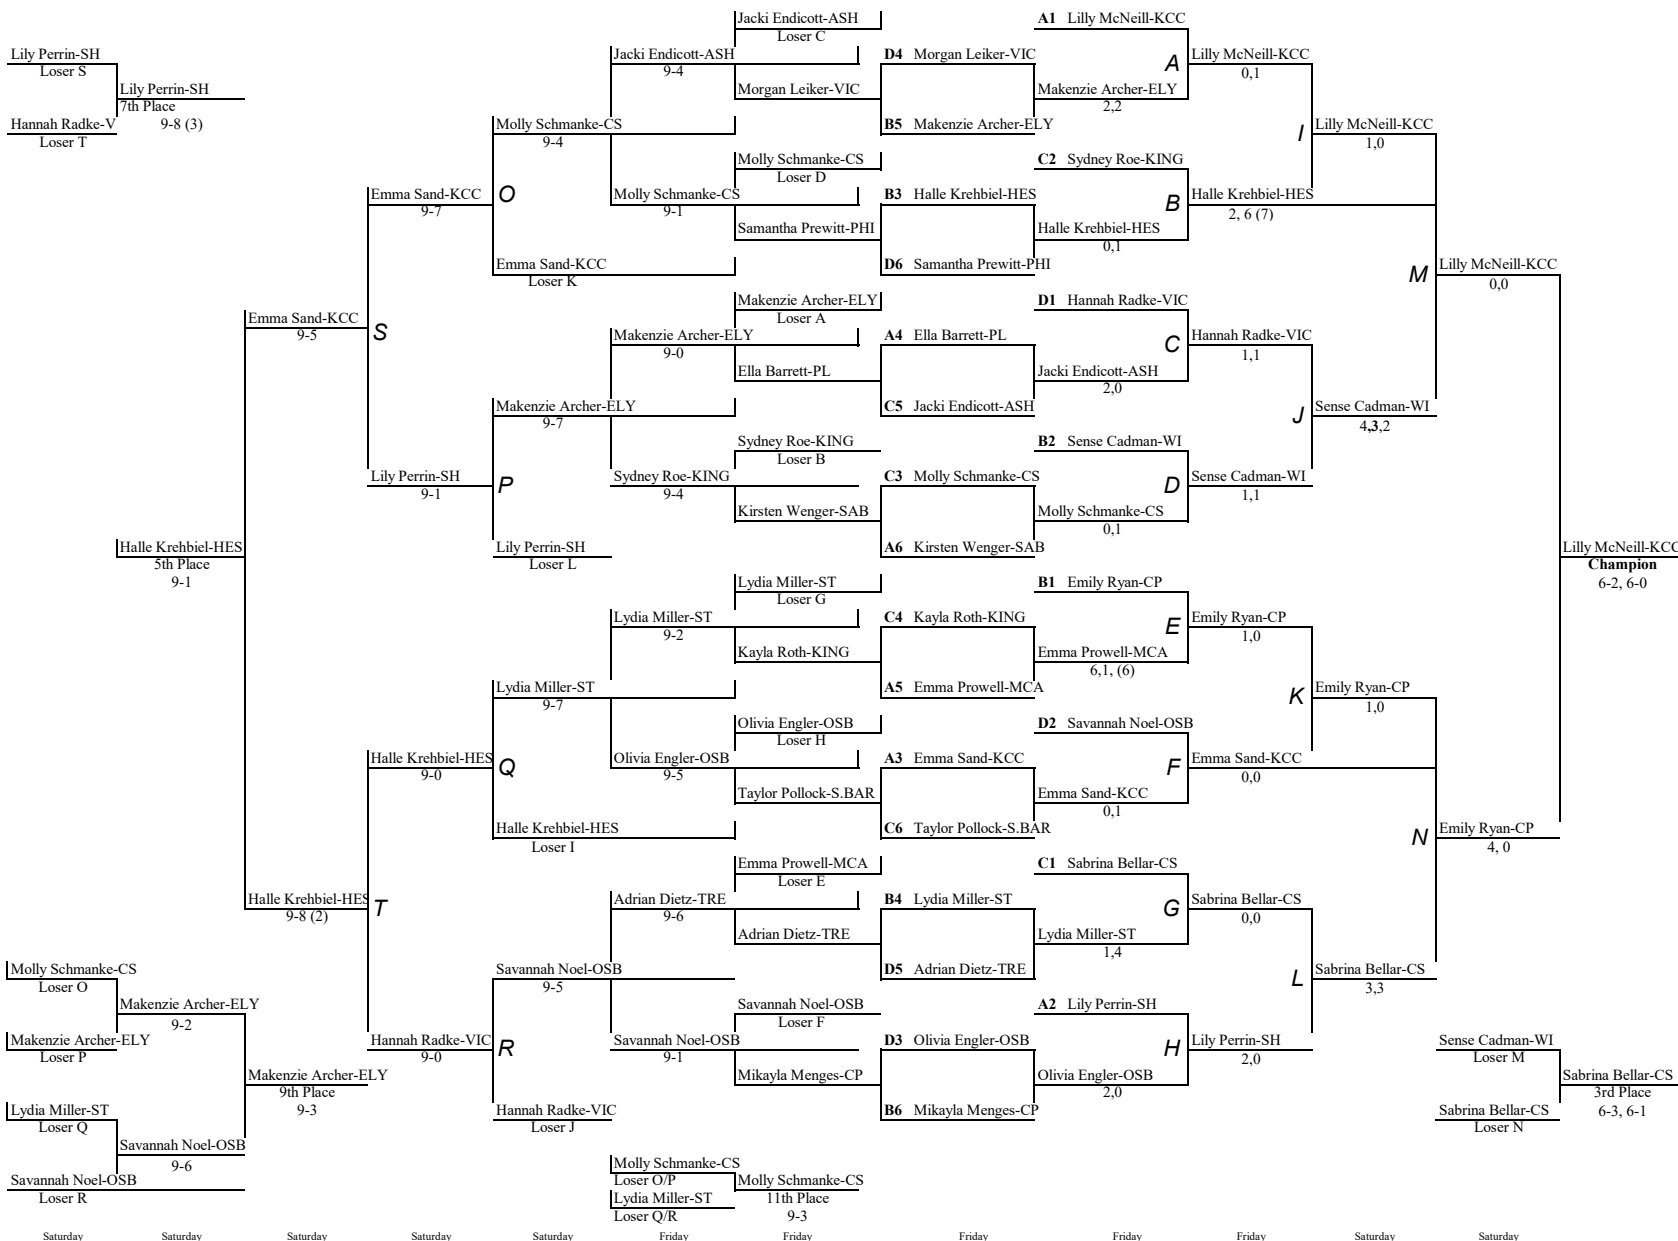 Jacki Endicott-ASH
A1 Lilly McNeill-KCC
Loser C
Lily Perrin-SH
Jacki Endicott-ASH
D4 Morgan Leiker-VIC
A
Lilly McNeill-KCC
Loser S
9-4
0,1
Lily Perrin-SH
Morgan Leiker-VIC
Makenzie Archer-ELY
7th Place
2,2
Hannah Radke-V
9-8 (3)
Molly Schmanke-CS
B5 Makenzie Archer-ELY
I
Lilly McNeill-KCC
Loser T
9-4
1,0
Molly Schmanke-CS
C2 Sydney Roe-KING
Loser D
Emma Sand-KCC
O
Molly Schmanke-CS
B3 Halle Krehbiel-HES
B
Halle Krehbiel-HES
9-7
9-1
2, 6 (7)
Samantha Prewitt-PHI
Halle Krehbiel-HES
0,1
Emma Sand-KCC
D6 Samantha Prewitt-PHI
M
Lilly McNeill-KCC
Loser K
0,0
Makenzie Archer-ELY
D1 Hannah Radke-VIC
Loser A
Emma Sand-KCC
S
9-5
Makenzie Archer-ELY
A4 Ella Barrett-PL
C
Hannah Radke-VIC
9-0
1,1
Ella Barrett-PL
Jacki Endicott-ASH
2,0
Makenzie Archer-ELY
C5 Jacki Endicott-ASH
J
Sense Cadman-WI
9-7
4,3,2
Sydney Roe-KING
B2 Sense Cadman-WI
Loser B
Lily Perrin-SH
P
Sydney Roe-KING
C3 Molly Schmanke-CS
D
Sense Cadman-WI
9-1
9-4
1,1
Kirsten Wenger-SAB
Molly Schmanke-CS
0,1
Halle Krehbiel-HES
Lily Perrin-SH
A6 Kirsten Wenger-SAB
Lilly McNeill-KCC
5th Place
Loser L
Champion
9-1
6-2, 6-0
Lydia Miller-ST
B1 Emily Ryan-CP
Loser G
Lydia Miller-ST
C4 Kayla Roth-KING
E
Emily Ryan-CP
9-2
1,0
Kayla Roth-KING
Emma Prowell-MCA
6,1, (6)
Lydia Miller-ST
A5 Emma Prowell-MCA
K
Emily Ryan-CP
9-7
1,0
Olivia Engler-OSB
D2 Savannah Noel-OSB
Loser H
Halle Krehbiel-HES
Q
Olivia Engler-OSB
A3 Emma Sand-KCC
F
Emma Sand-KCC
9-0
9-5
0,0
Taylor Pollock-S.BAR
Emma Sand-KCC
0,1
Halle Krehbiel-HES
C6 Taylor Pollock-S.BAR
N
Emily Ryan-CP
Loser I
4, 0
Emma Prowell-MCA
C1 Sabrina Bellar-CS
Loser E
Halle Krehbiel-HES
T
Adrian Dietz-TRE
B4 Lydia Miller-ST
G
Sabrina Bellar-CS
9-8 (2)
9-6
0,0
Adrian Dietz-TRE
Lydia Miller-ST
1,4
Molly Schmanke-CS
Savannah Noel-OSB
D5 Adrian Dietz-TRE
L
Sabrina Bellar-CS
Loser O
9-5
3,3
Makenzie Archer-ELY
Savannah Noel-OSB
A2 Lily Perrin-SH
9-2
Loser F
Makenzie Archer-ELY
Hannah Radke-VIC
R
Savannah Noel-OSB
D3 Olivia Engler-OSB
H
Lily Perrin-SH
Sense Cadman-WI
Loser P
9-0
9-1
2,0
Loser M
Makenzie Archer-ELY
Mikayla Menges-CP
Olivia Engler-OSB
Sabrina Bellar-CS
9th Place
2,0
3rd Place
Lydia Miller-ST
9-3
Hannah Radke-VIC
B6 Mikayla Menges-CP
Sabrina Bellar-CS
6-3, 6-1
Loser Q
Loser J
Loser N
Savannah Noel-OSB
9-6
Molly Schmanke-CS
Loser O/P
Molly Schmanke-CS
Savannah Noel-OSB
Loser R
Lydia Miller-ST
11th Place
Loser Q/R
9-3
Saturday Saturday Saturday Saturday Saturday Friday Friday Friday Friday Friday Saturday Saturday